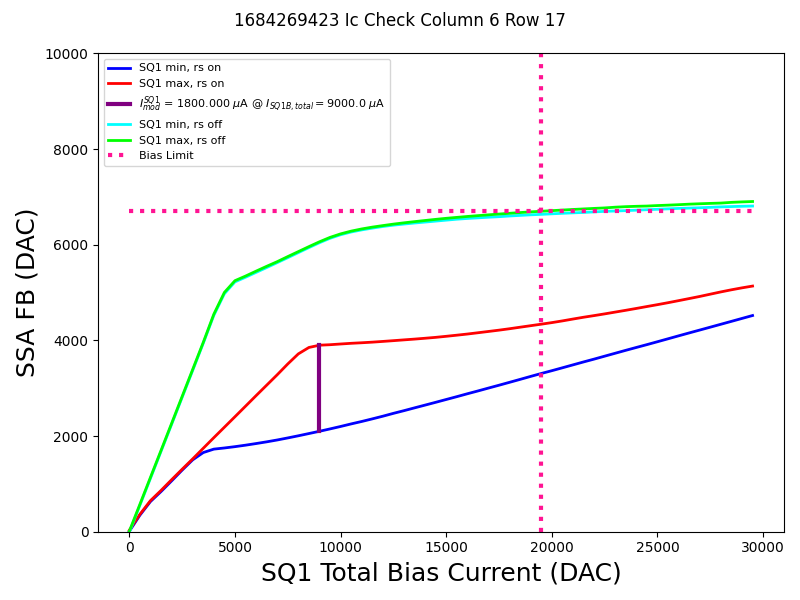 1684269423 Ic Check Column 6 Row 17
10000
8000
6000
4000
2000
0
SSA FB (DAC)
SQ1 min, rs on
SQ1 max, rs on
I_{mod}^{SQ1} = 1800.000 μA @ I_{SQ1B,total} = 9000.0 μA
SQ1 min, rs off
SQ1 max, rs off
Bias Limit
0 5000 10000 15000 20000 25000 30000
SQ1 Total Bias Current (DAC)